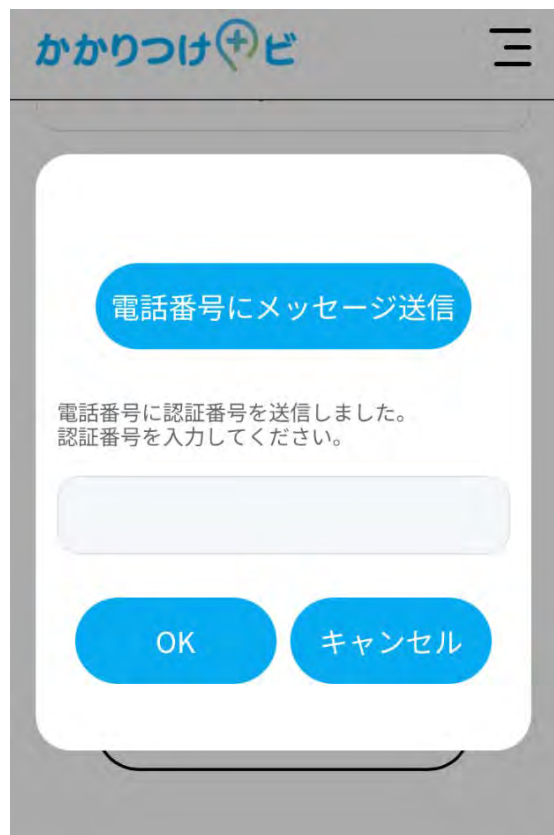 かかりつけナビ
電話番号にメッセージ送信
電話番号に認証番号を送信しました。
認証番号を入力してください。
OK
キャンセル